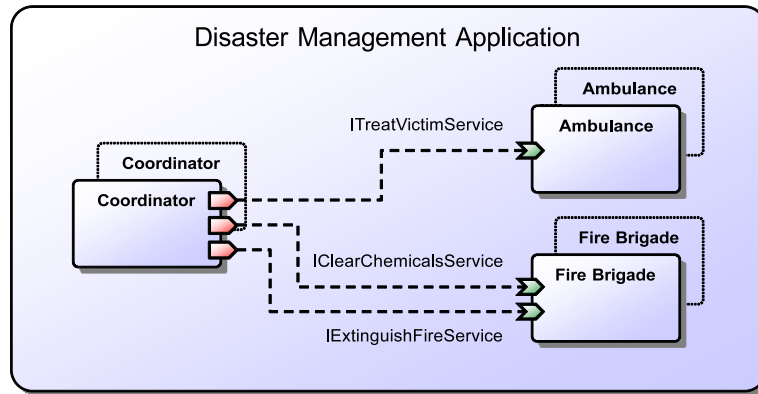 Disaster Management Application
Ambulance
Ambulance
ITreatVictimService
Coordinator
Coordinator
Fire Brigade
Fire Brigade
IClearChemicalsService
IExtinguishFireService